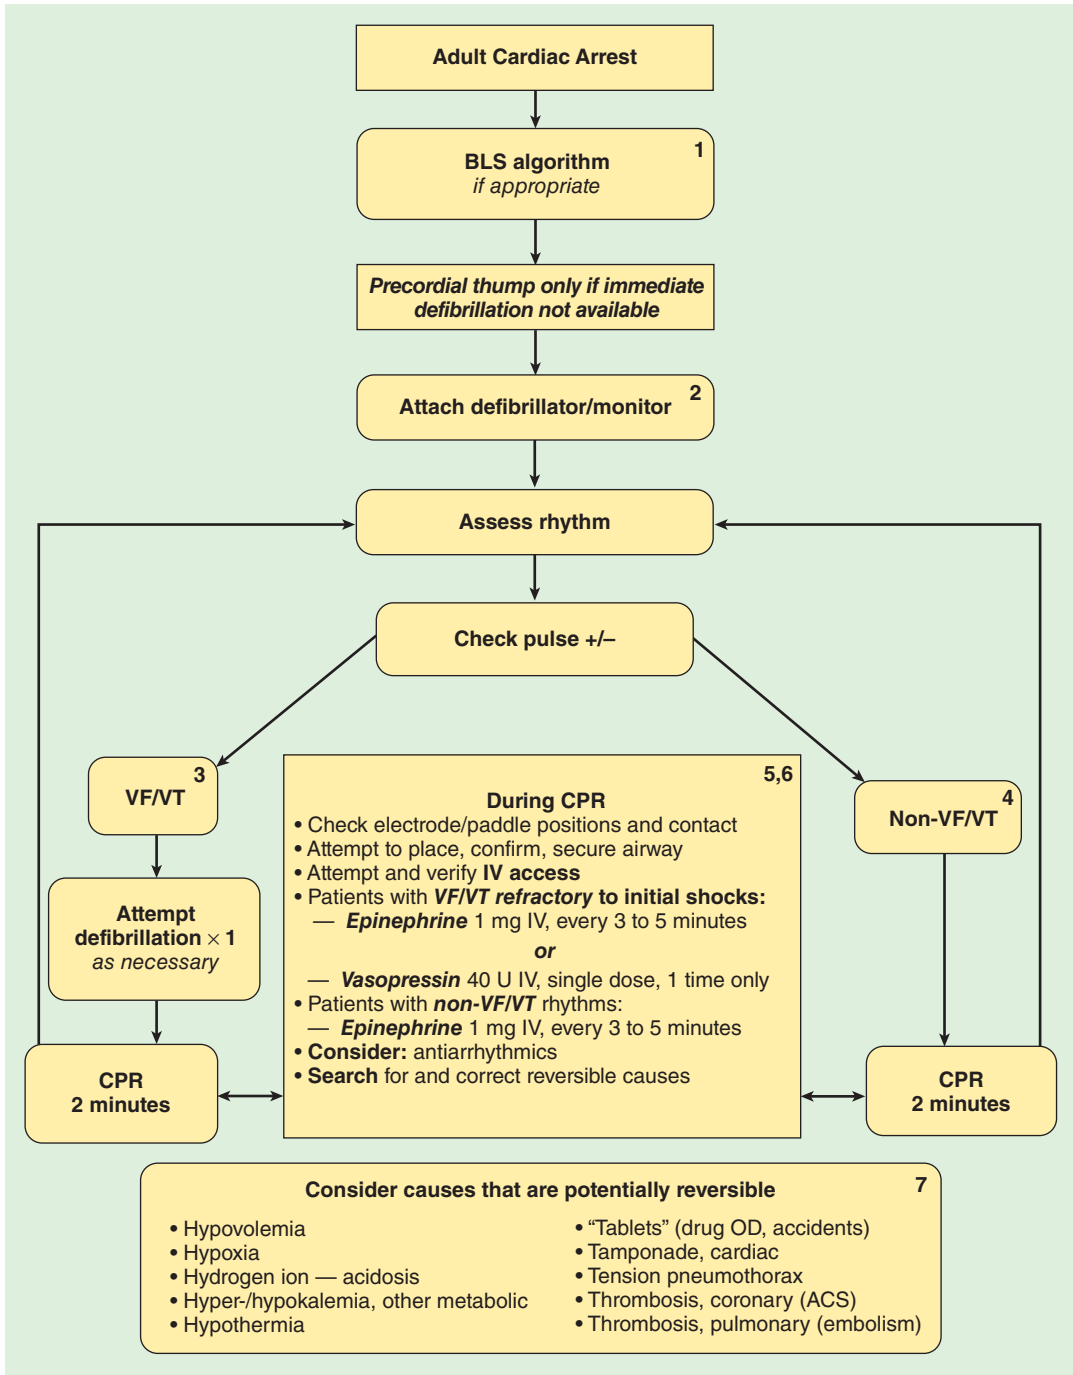 Adult Cardiac Arrest
1
BLS algorithm
if appropriate
Precordial thump only if immediate
defibrillation not available
2
Attach defibrillator/monitor
Assess rhythm
Check pulse +/–
3
VF/VT
Attempt
defibrillation × 1
as necessary
CPR
2 minutes
5,6
During CPR
• Check electrode/paddle positions and contact
• Attempt to place, confirm, secure airway
• Attempt and verify IV access
• Patients with VF/VT refractory to initial shocks:
— Epinephrine 1 mg IV, every 3 to 5 minutes
or
— Vasopressin 40 U IV, single dose, 1 time only
• Patients with non-VF/VT rhythms:
— Epinephrine 1 mg IV, every 3 to 5 minutes
• Consider: antiarrhythmics
• Search for and correct reversible causes
4
Non-VF/VT
CPR
2 minutes
7
Consider causes that are potentially reversible
• Hypovolemia
• Hypoxia
• Hydrogen ion — acidosis
• Hyper-/hypokalemia, other metabolic
• Hypothermia
• “Tablets” (drug OD, accidents)
• Tamponade, cardiac
• Tension pneumothorax
• Thrombosis, coronary (ACS)
• Thrombosis, pulmonary (embolism)